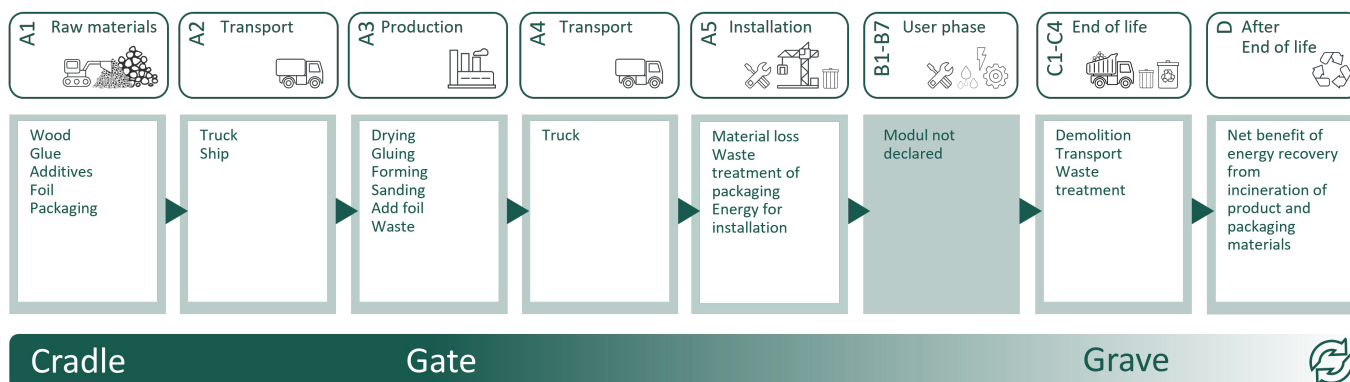 A1 Raw materials
A2 Transport
A3 Production
A4 Transport
A5 Installation
B1-B7 User phase
C1-C4 End of life
D After
End of life
Wood
Glue
Additives
Foil
Packaging
Truck
Ship
Drying
Gluing
Forming
Sanding
Add foil
Waste
Truck
Material loss
Waste
treatment of
packaging
Energy for
installation
Modul not
declared
Demolition
Transport
Waste
treatment
Net benefit of
energy recovery
from
incineration of
product and
packaging
materials
Cradle
Gate
Grave